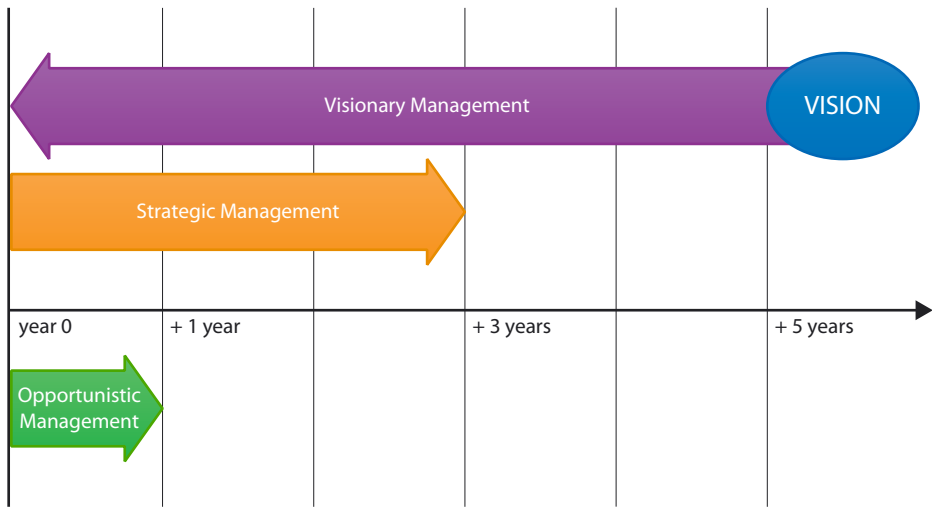 Visionary Management
VISION
Strategic Management
year 0
+ 1 year
+ 3 years
+ 5 years
Opportunistic
Management